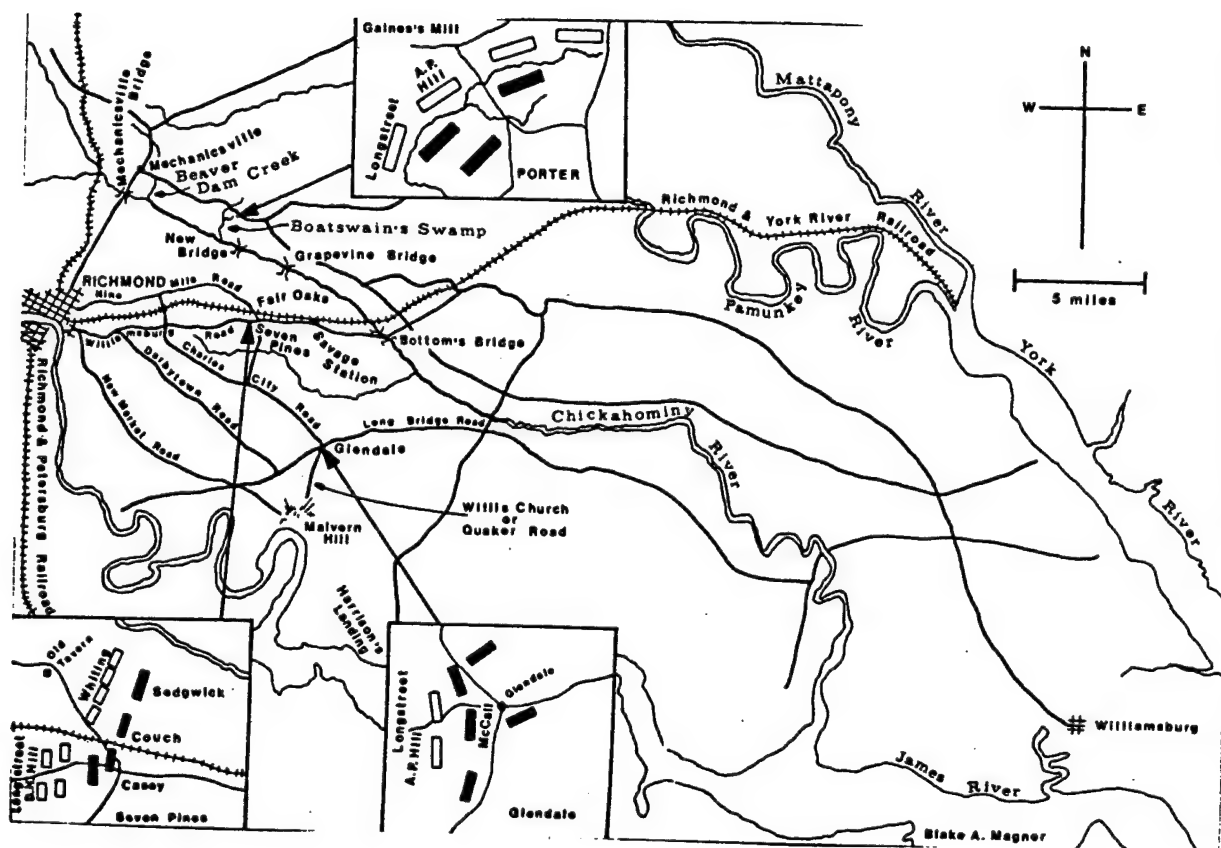 Gaines's Mill
A.P. Hill
Longstreet
PORTER
N
W
E
5 miles
Mattapony
River
Mechanicsville Bridge
Mechanicsville
Beaver
Dam Creek
Boatswain's Swamp
New
Bridge
Grapevine Bridge
Richmond & York River Railroad
Pamunkey
River
York
River
RICHMOND
Nine Mile Road
Fair Oaks
Williamsburg Road
Seven
Pines
Savage
Station
Bottom's Bridge
Darbytown Road
Charles City Road
New Market Road
Long Bridge Road
Chickahominy
River
Glendale
Willis Church
or
Quaker Road
Malvern
Hill
Richmond & Petersburg Railroad
Harrison's
Landing
Old
Tavern
Whiting
Sedgwick
Couch
Longstreet
D.H. Hill
Casey
Seven Pines
Longstreet
A.P. Hill
McCall
Glendale
Glendale
Williamsburg
James
River
Blake A. Magner